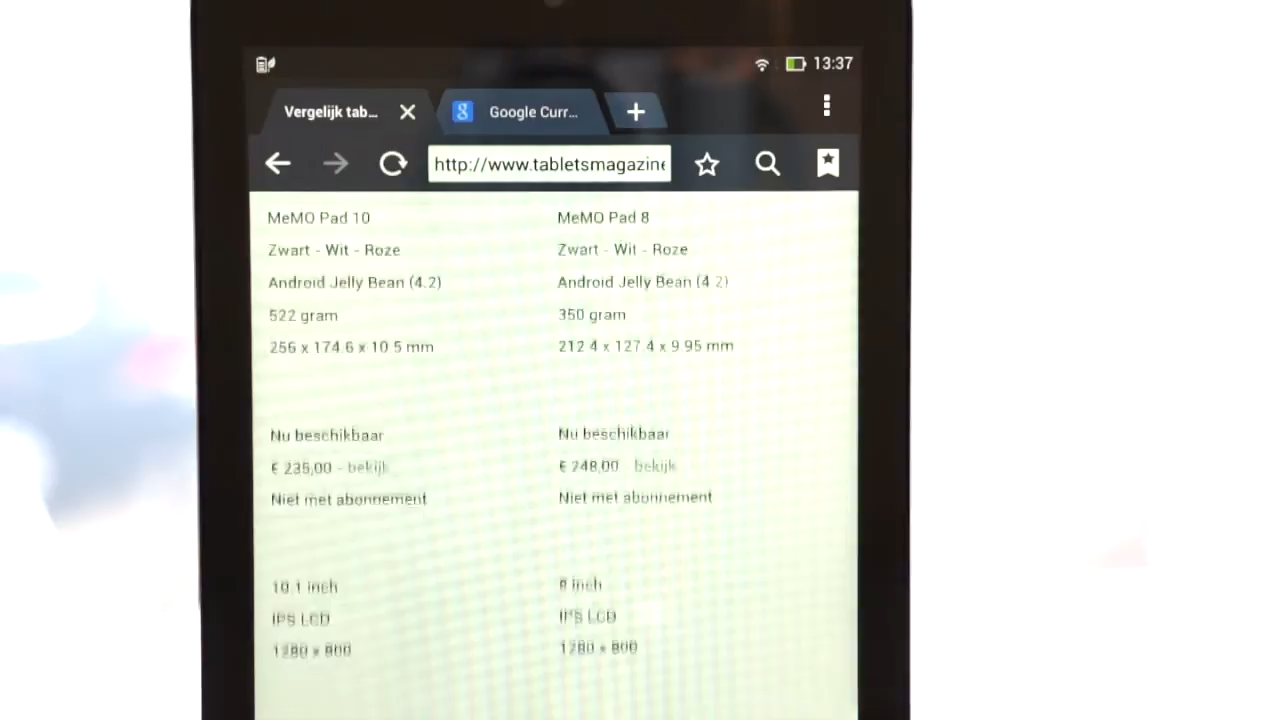 13:37
Vergelijk tab...
Google Curr...
http://www.tabletsmagazine
MeMO Pad 10 MeMO Pad 8
Zwart - Wit - Roze Zwart - Wit - Roze
Android Jelly Bean (4.2) Android Jelly Bean (4 2)
522 gram 350 gram
256 x 174.6 x 10 5 mm 212 4 x 127 4 x 9.95 mm
Nu beschikbaar Nu beschikbaar
€ 235,00 - bekijk € 248,00 bekijk
Niet met abonnement Niet met abonnement
10.1 inch 8 inch
IPS LCD IPS LCD
1280 x 800 1280 x 800